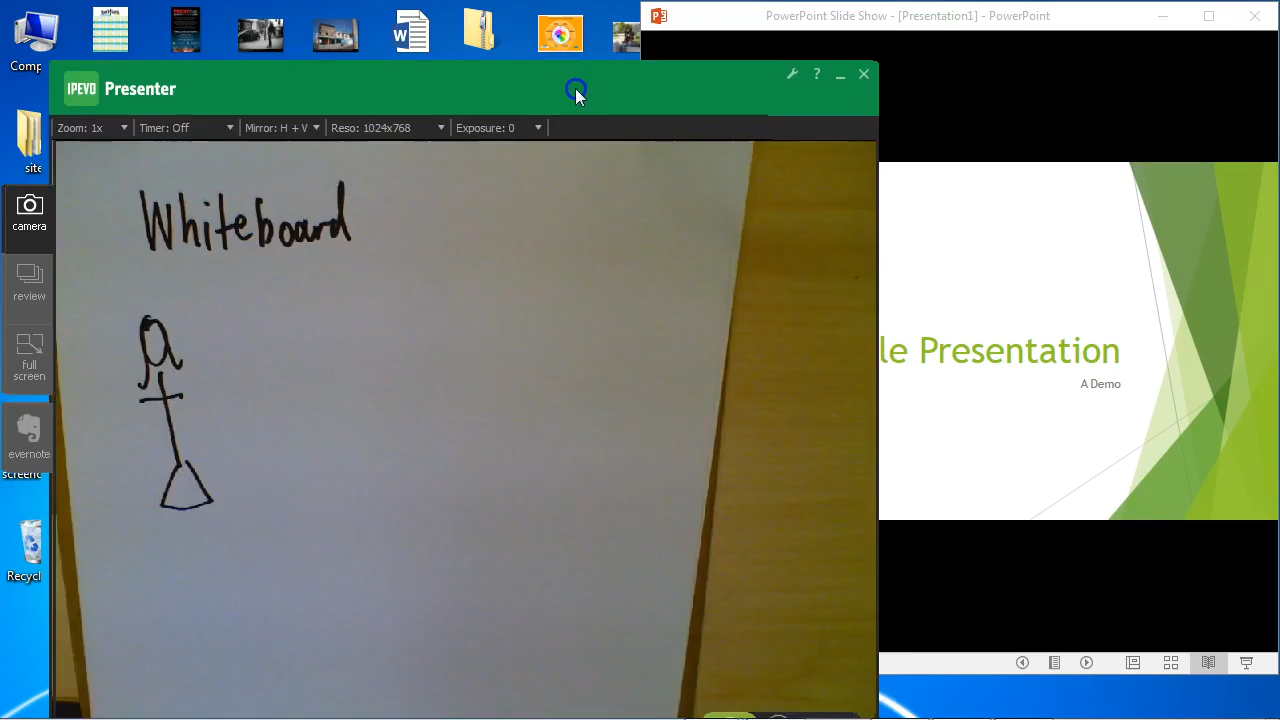 PowerPoint Slide Show - [Presentation1] - PowerPoint
Comp
IPEVO Presenter
?
Zoom: 1x
Timer: Off
Mirror: H + V
Reso: 1024x768
Exposure: 0
site
camera
review
full
screen
evernote
screenc
Recycl
Whiteboard
le Presentation
A Demo